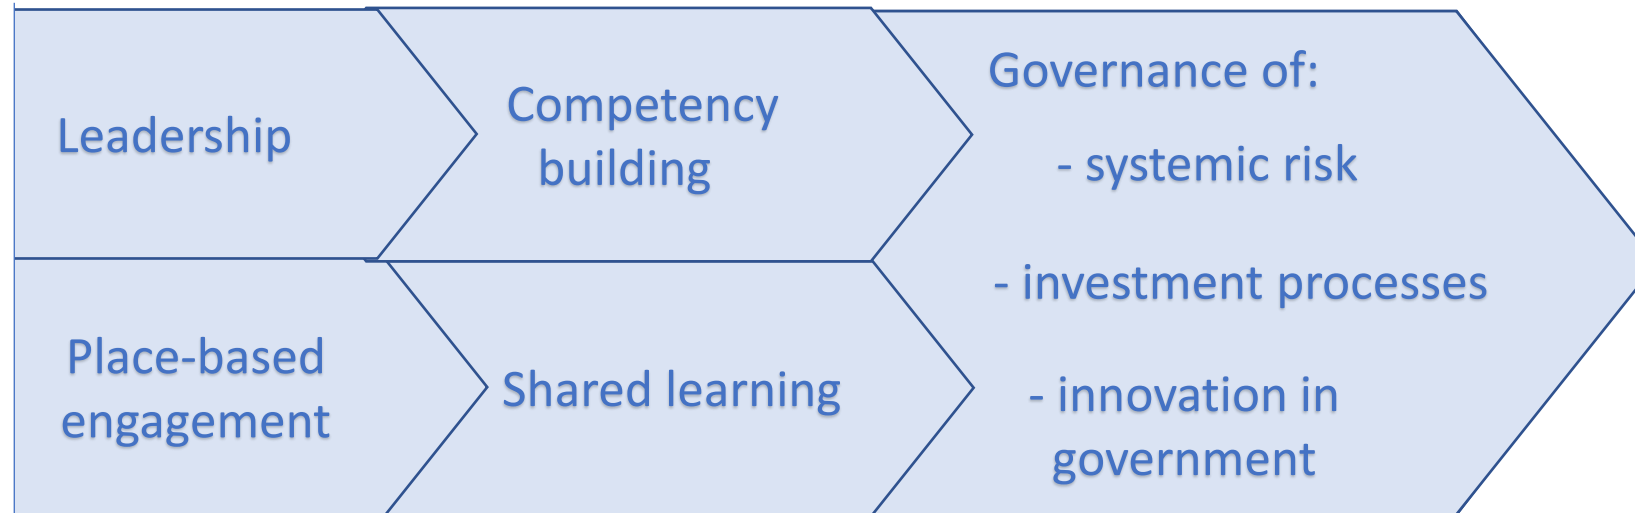 Leadership
Competency
building
Governance of:
- systemic risk
- investment processes
- innovation in
government
Place-based
engagement
Shared learning